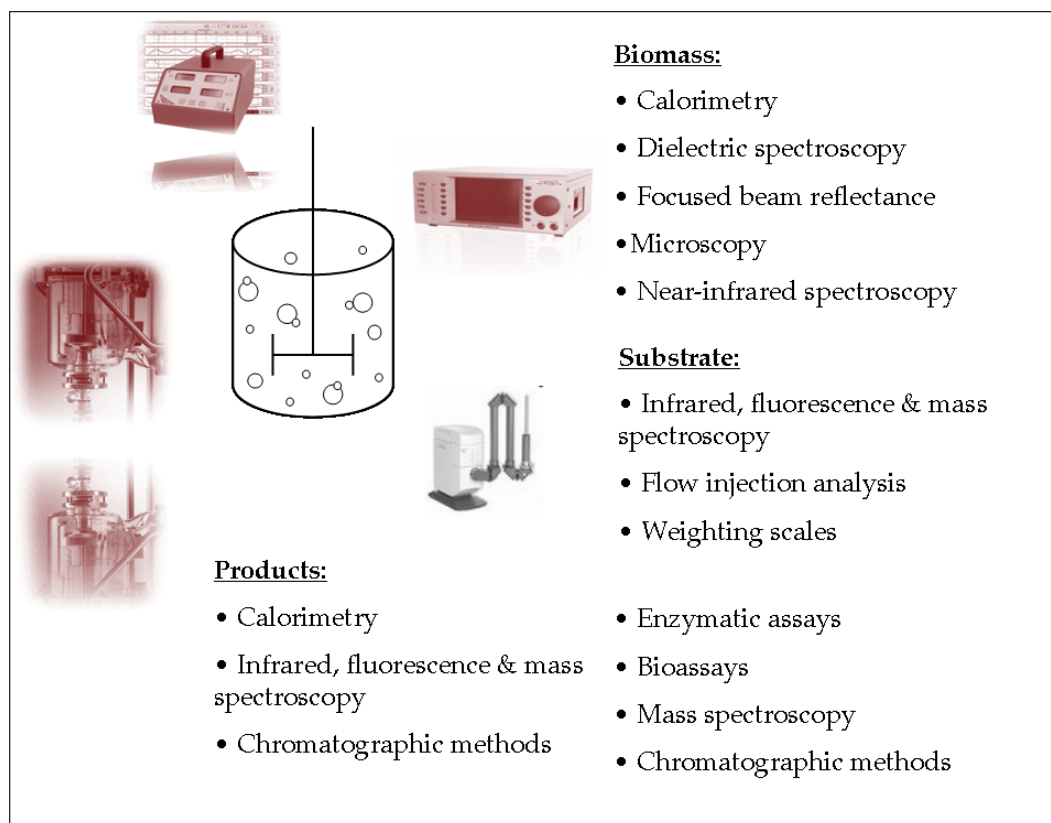 Biomass:
• Calorimetry
• Dielectric spectroscopy
• Focused beam reflectance
•Microscopy
• Near-infrared spectroscopy
Substrate:
• Infrared, fluorescence & mass
spectroscopy
• Flow injection analysis
• Weighting scales
Products:
• Calorimetry
• Infrared, fluorescence & mass
spectroscopy
• Chromatographic methods
• Enzymatic assays
• Bioassays
• Mass spectroscopy
• Chromatographic methods